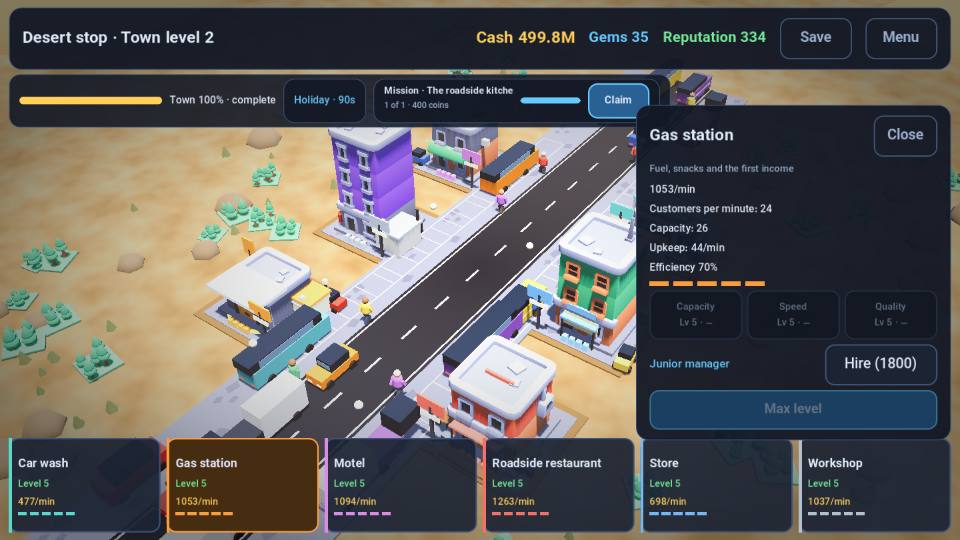 Desert stop · Town level 2
Cash 499.8M Gems 35 Reputation 334
Save
Menu
Town 100% · complete
Holiday · 90s
Mission · The roadside kitche
1 of 1 · 400 coins
Claim
Gas station
Close
Fuel, snacks and the first income
1053/min
Customers per minute: 24
Capacity: 26
Upkeep: 44/min
Efficiency 70%
Capacity
Lv 5 · –
Speed
Lv 5 · –
Quality
Lv 5 · –
Junior manager
Hire (1800)
Max level
Car wash
Level 5
477/min
Gas station
Level 5
1053/min
Motel
Level 5
1094/min
Roadside restaurant
Level 5
1263/min
Store
Level 5
698/min
Workshop
Level 5
1037/min